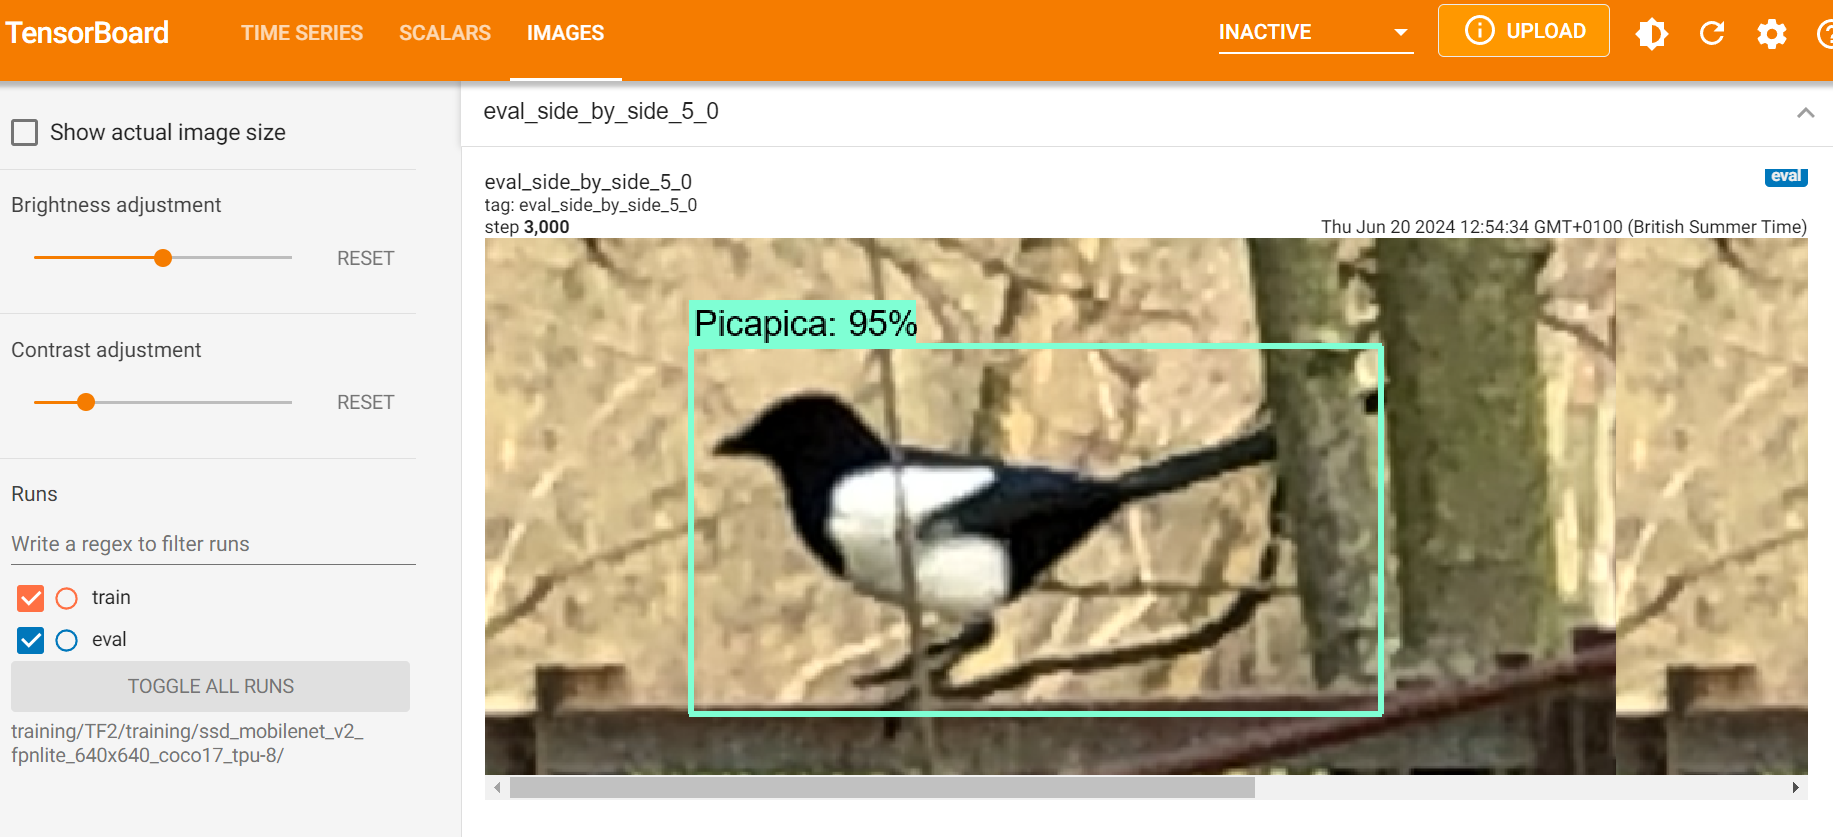 TensorBoard TIME SERIES SCALARS IMAGES INACTIVE UPLOAD
Show actual image size
Brightness adjustment
RESET
Contrast adjustment
RESET
Runs
Write a regex to filter runs
train
eval
TOGGLE ALL RUNS
training/TF2/training/ssd_mobilenet_v2_
fpnlite_640x640_coco17_tpu-8/
eval_side_by_side_5_0
eval_side_by_side_5_0
eval
tag: eval_side_by_side_5_0
step 3,000
Thu Jun 20 2024 12:54:34 GMT+0100 (British Summer Time)
Picapica: 95%